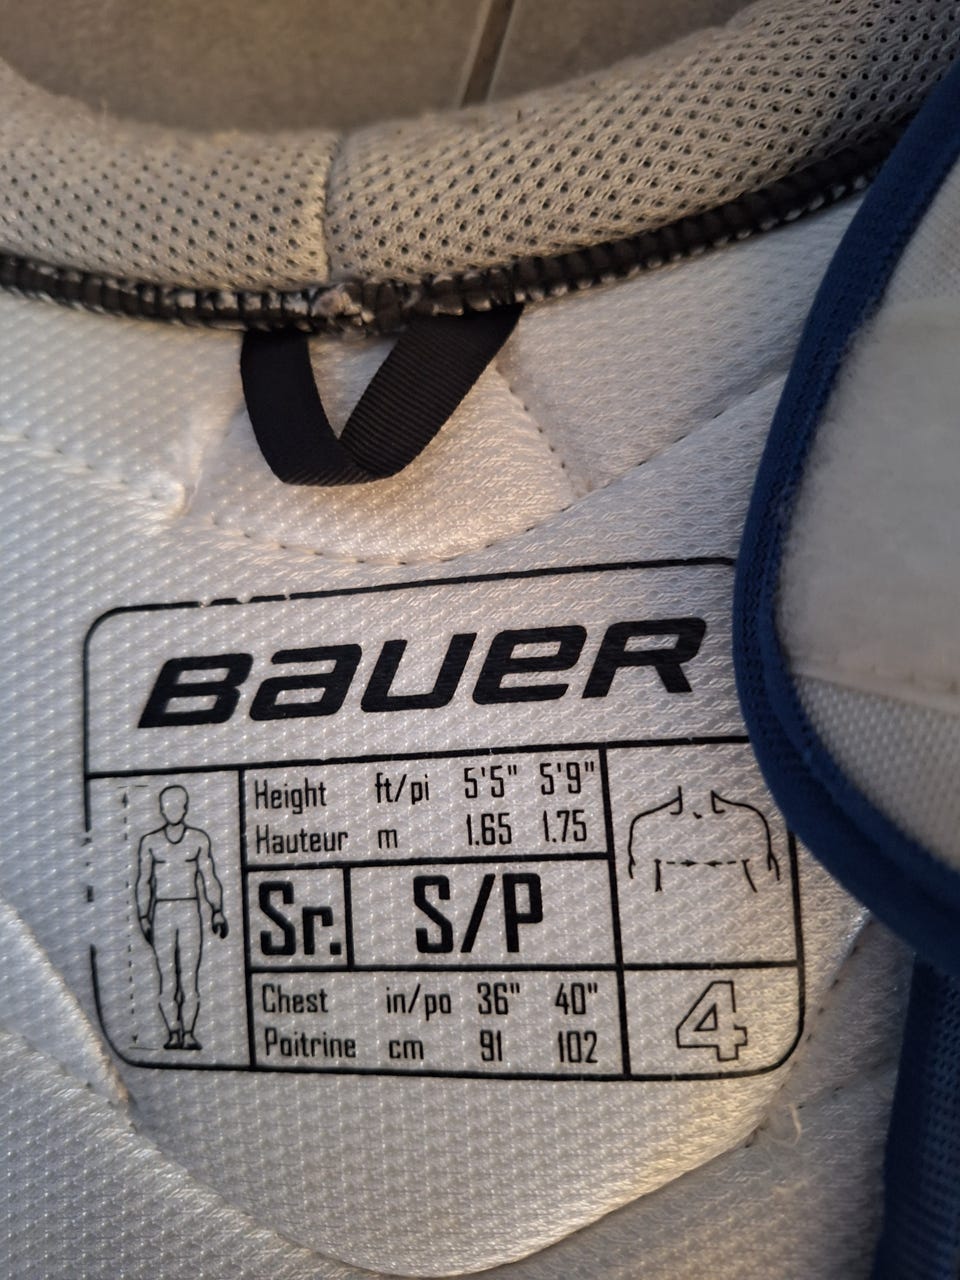 BAUER
Height ft/pi 5'5" 5'9"
Hauteur m 1.65 1.75
Sr. S/P
Chest in/po 36" 40"
Poitrine cm 91 102
4